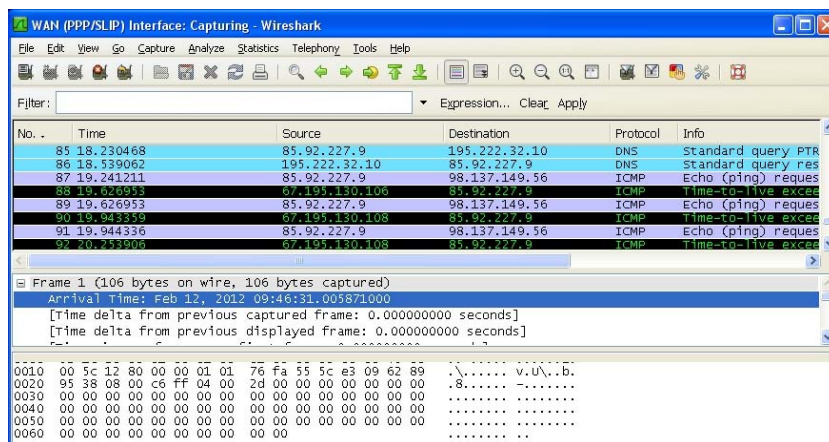 WAN (PPP/SLIP) Interface: Capturing - Wireshark
File Edit View Go Capture Analyze Statistics Telephony Tools Help
Filter: Expression... Clear Apply
No. . Time Source Destination Protocol Info
85 18.230468 85.92.227.9 195.222.32.10 DNS Standard query PTR
86 18.539062 195.222.32.10 85.92.227.9 DNS Standard query res
87 19.241211 85.92.227.9 98.137.149.56 ICMP Echo (ping) reques
88 19.626953 67.195.130.106 85.92.227.9 ICMP Time-to-live excee
89 19.626953 85.92.227.9 98.137.149.56 ICMP Echo (ping) reques
90 19.943359 67.195.130.108 85.92.227.9 ICMP Time-to-live excee
91 19.944336 85.92.227.9 98.137.149.56 ICMP Echo (ping) reques
92 20.253906 67.195.130.108 85.92.227.9 ICMP Time-to-live excee
Frame 1 (106 bytes on wire, 106 bytes captured)
Arrival Time: Feb 12, 2012 09:46:31.005871000
[Time delta from previous captured frame: 0.000000000 seconds]
[Time delta from previous displayed frame: 0.000000000 seconds]
0010 00 5c 12 80 00 00 01 01 76 fa 55 5c e3 09 62 89 .\...... v.U\..b.
0020 95 38 08 00 c6 ff 04 00 2d 00 00 00 00 00 00 00 .8...... -.......
0030 00 00 00 00 00 00 00 00 00 00 00 00 00 00 00 00 ........ ........
0040 00 00 00 00 00 00 00 00 00 00 00 00 00 00 00 00 ........ ........
0050 00 00 00 00 00 00 00 00 00 00 00 00 00 00 00 00 ........ ........
0060 00 00 00 00 00 00 00 00 00 00 ........ ..